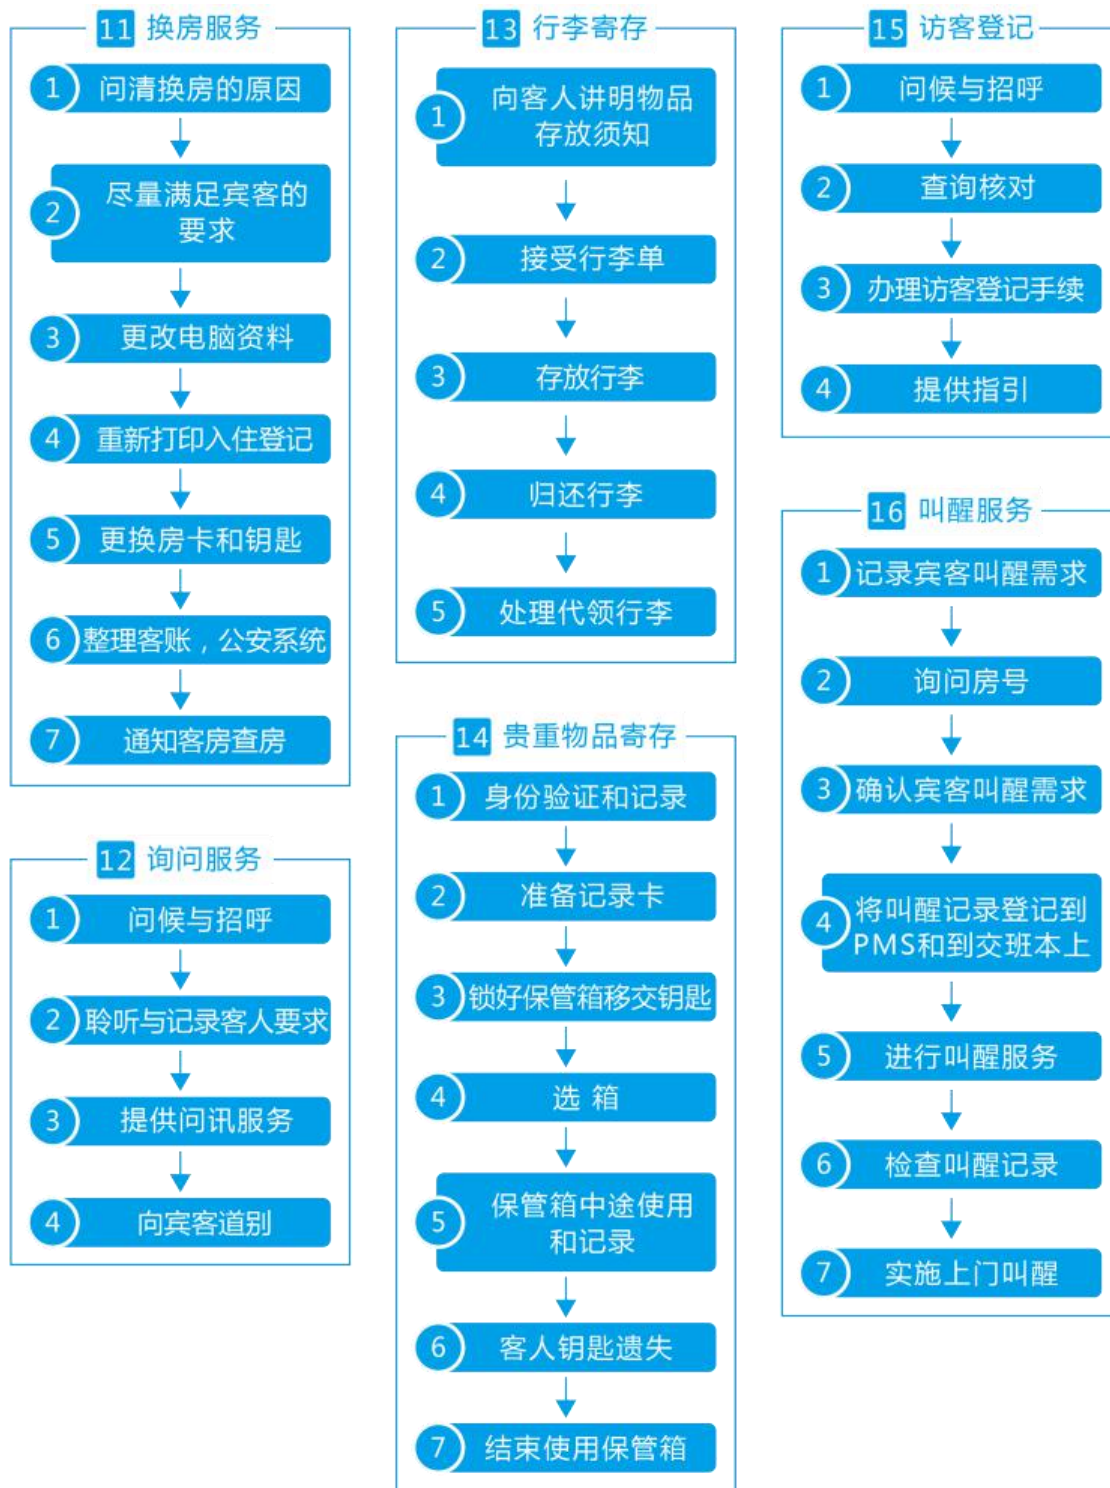 11 换房服务
1 问清换房的原因
2 尽量满足宾客的
要求
3 更改电脑资料
4 重新打印入住登记
5 更换房卡和钥匙
6 整理客账，公安系统
7 通知客房查房
12 询问服务
1 问候与招呼
2 聆听与记录客人要求
3 提供问讯服务
4 向宾客道别
13 行李寄存
1 向客人讲明物品
存放须知
2 接受行李单
3 存放行李
4 归还行李
5 处理代领行李
14 贵重物品寄存
1 身份验证和记录
2 准备记录卡
3 锁好保管箱移交钥匙
4 选 箱
5 保管箱中途使用
和记录
6 客人钥匙遗失
7 结束使用保管箱
15 访客登记
1 问候与招呼
2 查询核对
3 办理访客登记手续
4 提供指引
16 叫醒服务
1 记录宾客叫醒需求
2 询问房号
3 确认宾客叫醒需求
4 将叫醒记录登记到
PMS和到交班本上
5 进行叫醒服务
6 检查叫醒记录
7 实施上门叫醒